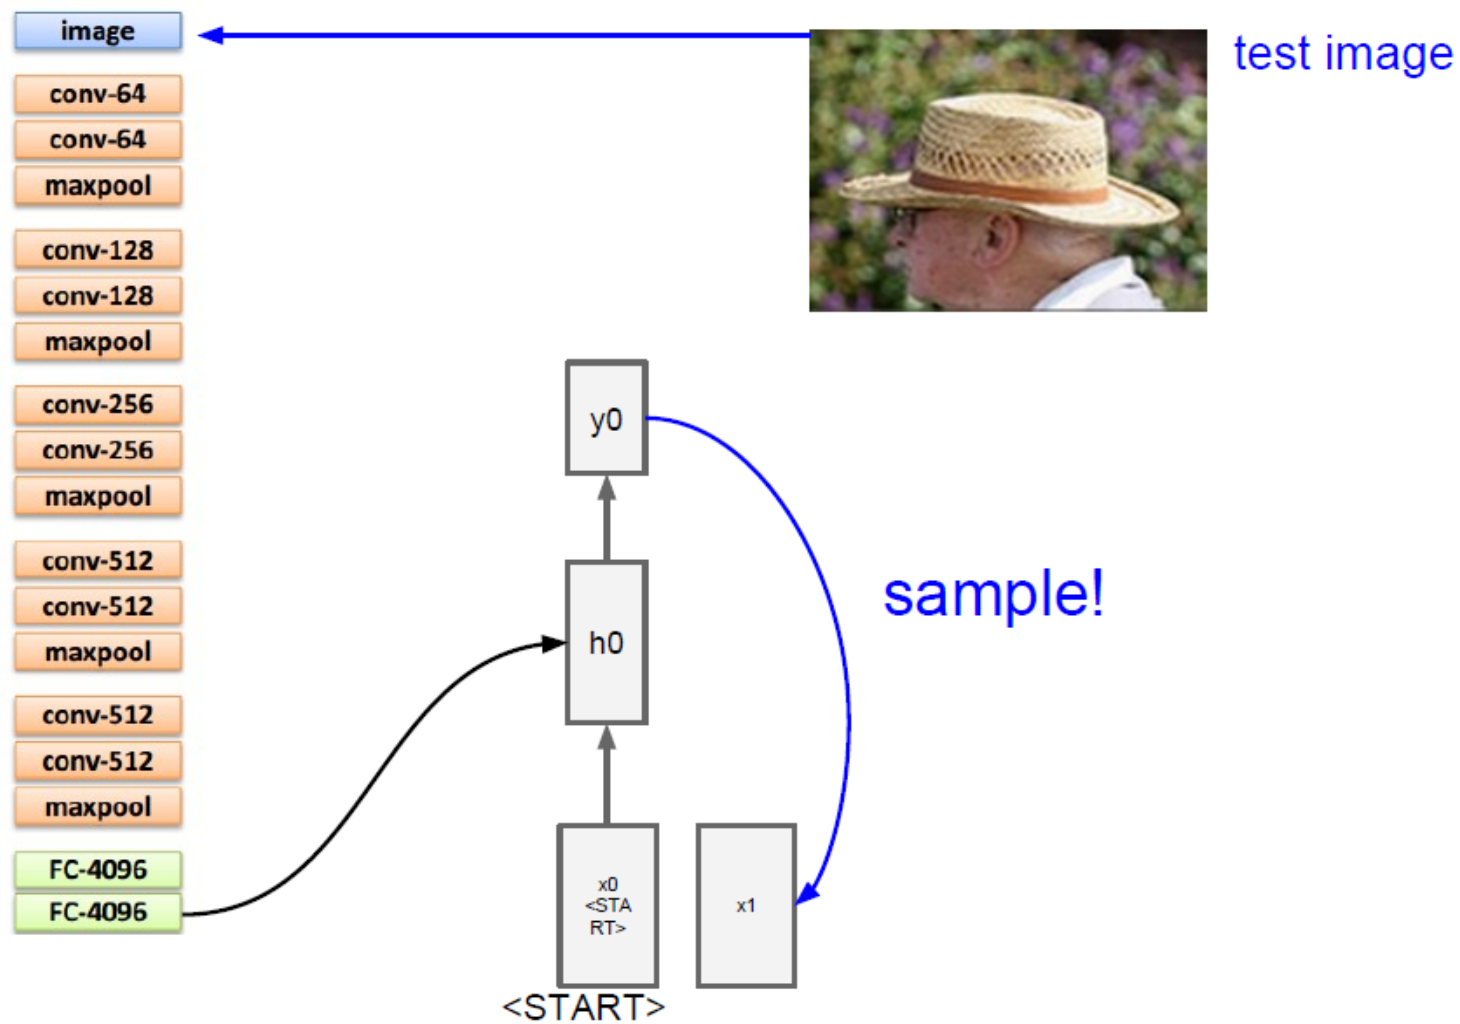 image
conv-64
conv-64
maxpool
conv-128
conv-128
maxpool
conv-256
conv-256
maxpool
conv-512
conv-512
maxpool
conv-512
conv-512
maxpool
FC-4096
FC-4096
test image
y0
sample!
h0
x0
<STA
RT>
x1
<START>